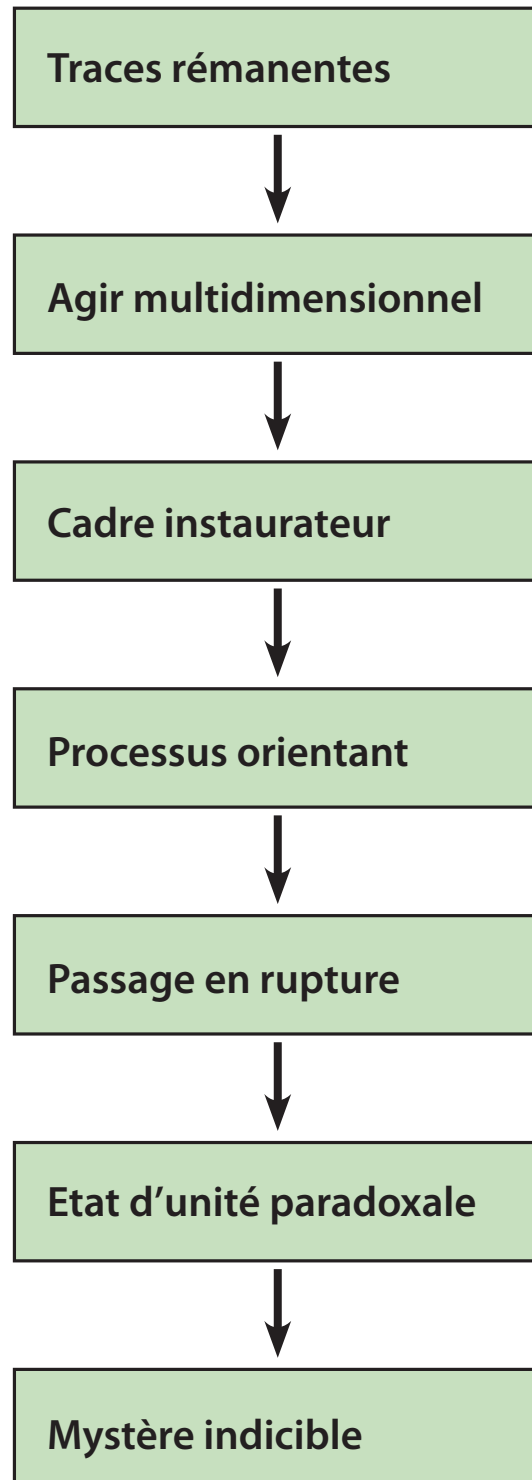 Traces rémanentes
Agir multidimensionnel
Cadre instaurateur
Processus orientant
Passage en rupture
Etat d’unité paradoxale
Mystère indicible